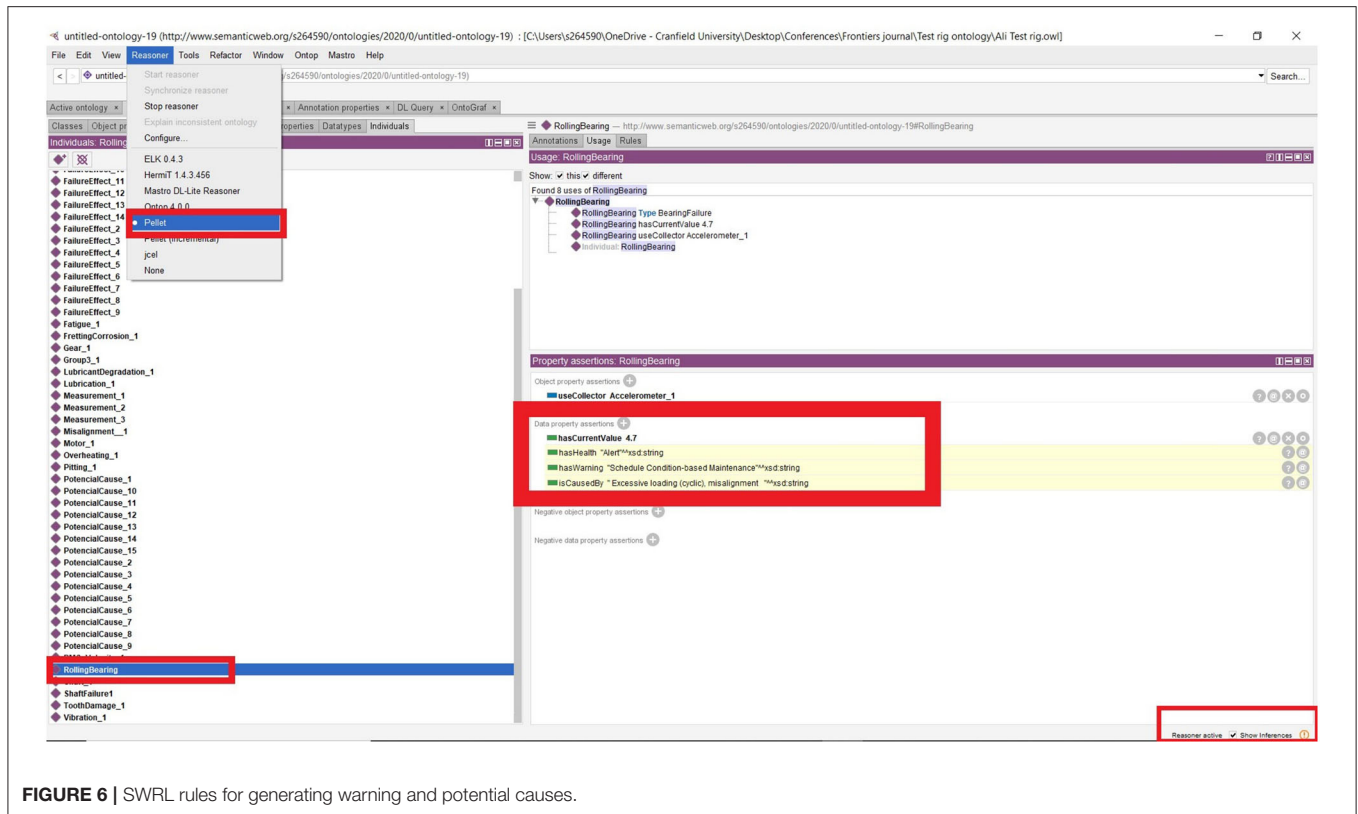 untitled-ontology-19 (http://www.semanticweb.org/s264590/ontologies/2020/0/untitled-ontology-19) : [C:\Users\s264590\OneDrive - Cranfield University\Desktop\Conferences\Frontiers journal\Test rig ontology\Ali Test rig.owl]
File Edit View Reasoner Tools Refactor Window Ontop Mastro Help
< > untitled- /s264590/ontologies/2020/0/untitled-ontology-19) Search...
Start reasoner
Synchronize reasoner
Active ontology × Stop reasoner × Annotation properties × DL Query × OntoGraf ×
Explain inconsistent ontology
Classes Object pr operties Datatypes Individuals
Configure...
Individuals: Rolling
ELK 0.4.3
HermiT 1.4.3.456
Mastro DL-Lite Reasoner
Ontop 4.0.0
Pellet
Pellet (incremental)
jcel
None
FailureEffect_11
FailureEffect_12
FailureEffect_13
FailureEffect_14
FailureEffect_2
FailureEffect_3
FailureEffect_4
FailureEffect_5
FailureEffect_6
FailureEffect_7
FailureEffect_8
FailureEffect_9
Fatigue_1
FrettingCorrosion_1
Gear_1
Group3_1
LubricantDegradation_1
Lubrication_1
Measurement_1
Measurement_2
Measurement_3
Misalignment__1
Motor_1
Overheating_1
Pitting_1
PotencialCause_1
PotencialCause_10
PotencialCause_11
PotencialCause_12
PotencialCause_13
PotencialCause_14
PotencialCause_15
PotencialCause_2
PotencialCause_3
PotencialCause_4
PotencialCause_5
PotencialCause_6
PotencialCause_7
PotencialCause_8
PotencialCause_9
RollingBearing
ShaftFailure1
ToothDamage_1
Vibration_1
RollingBearing — http://www.semanticweb.org/s264590/ontologies/2020/0/untitled-ontology-19#RollingBearing
Annotations Usage Rules
Usage: RollingBearing
Show: this different
Found 8 uses of RollingBearing
RollingBearing
RollingBearing Type BearingFailure
RollingBearing hasCurrentValue 4.7
RollingBearing useCollector Accelerometer_1
Individual: RollingBearing
Property assertions: RollingBearing
Object property assertions
useCollector Accelerometer_1
Data property assertions
hasCurrentValue 4.7
hasHealth "Alert"^^xsd:string
hasWarning "Schedule Condition-based Maintenance"^^xsd:string
isCausedBy " Excessive loading (cyclic), misalignment "^^xsd:string
Negative object property assertions
Negative data property assertions
Reasoner active Show Inferences
FIGURE 6 | SWRL rules for generating warning and potential causes.